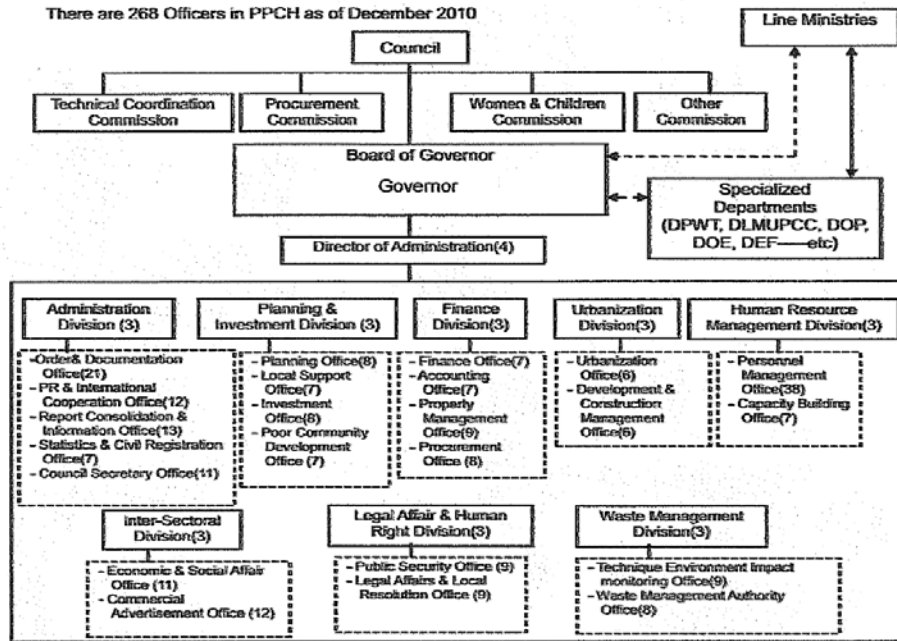 There are 268 Officers in PPCH as of December 2010
Line Ministries
Council
Technical Coordination
Commission
Procurement
Commission
Women & Children
Commission
Other
Commission
Board of Governor
Governor
Specialized
Departments
(DPWT, DLMUPCC, DOP,
DOE, DEF-----etc)
Director of Administration(4)
Administration
Division (3)
-Order& Documentation
Office(21)
- PR & International
Cooperation Office(12)
- Report Consolidation &
Information Office(13)
- Statistics & Civil Registration
Office(7)
- Council Secretary Office(11)
Planning &
Investment Division (3)
- Planning Office(8)
- Local Support
Office(7)
- Investment
Office(6)
- Poor Community
Development
Office (7)
Finance
Division(3)
- Finance Office(7)
- Accounting
Office(7)
- Property
Management
Office(9)
- Procurement
Office (8)
Urbanization
Division(3)
- Urbanization
Office(6)
- Development &
Construction
Management
Office(6)
Human Resource
Management Division(3)
- Personnel
Management
Office(38)
- Capacity Building
Office(7)
Inter-Sectoral
Division(3)
- Economic & Social Affair
Office (11)
- Commercial
Advertisement Office (12)
Legal Affair & Human
Right Division(3)
- Public Security Office (9)
- Legal Affairs & Local
Resolution Office (9)
Waste Management
Division(3)
- Technique Environment Impact
monitoring Office(9)
- Waste Management Authority
Office(8)